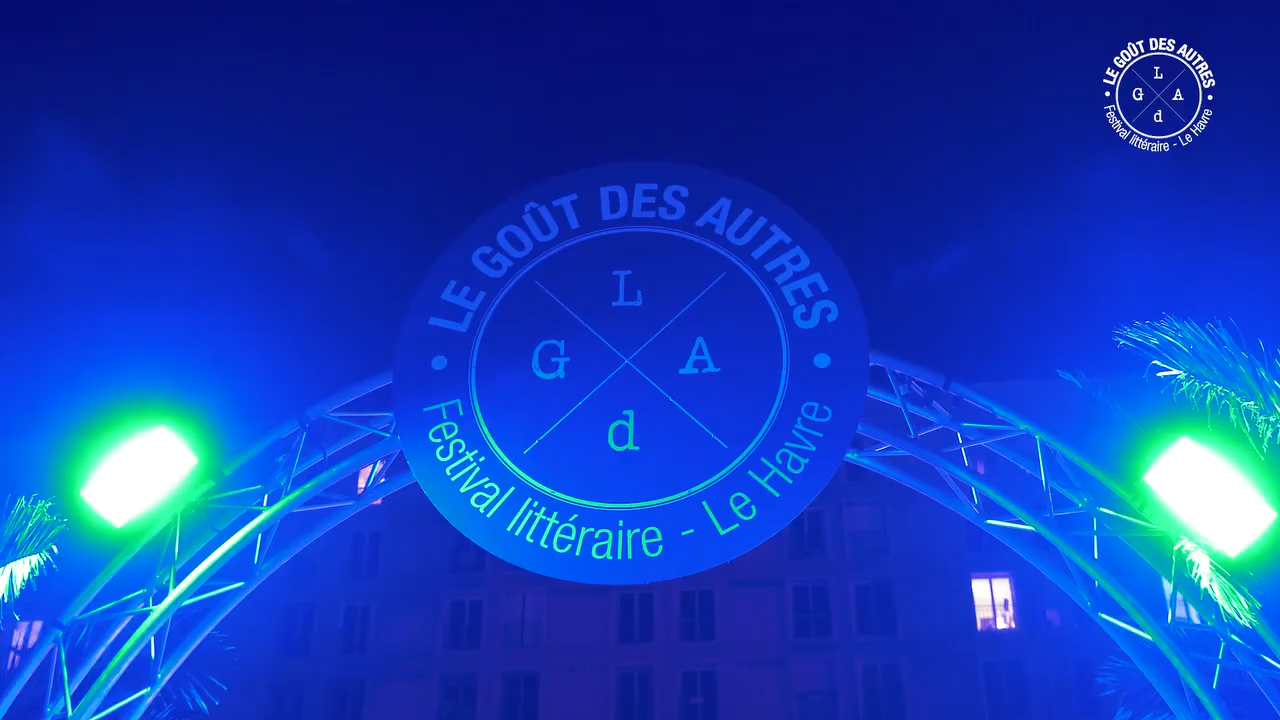 LE GOÛT DES AUTRES
L
G A
d
Festival littéraire - Le Havre
LE GOÛT DES AUTRES
L
G A
d
Festival littéraire - Le Havre